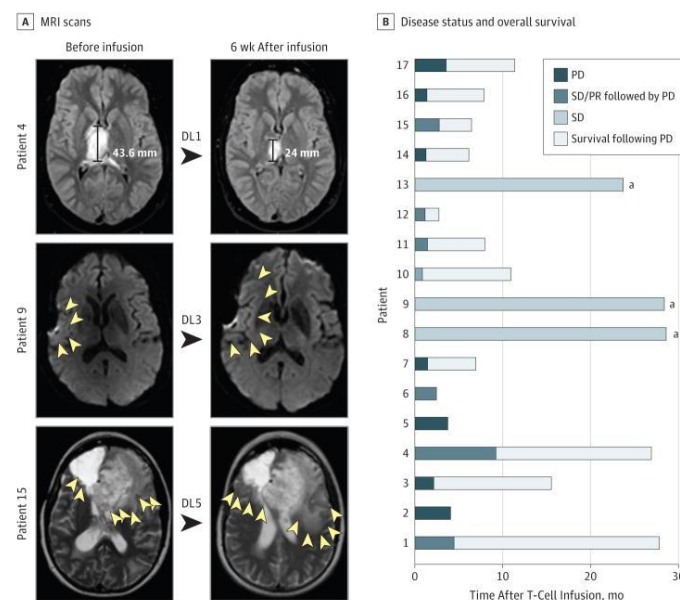 A MRI scans
Before infusion
6 wk After infusion
Patient 4
43.6 mm
DL1
24 mm
Patient 9
DL3
Patient 15
DL5
B Disease status and overall survival
PD
SD/PR followed by PD
SD
Survival following PD
Patient
17
16
15
14
13
a
12
11
10
9
a
8
a
7
6
5
4
3
2
1
0
10
20
30
Time After T-Cell Infusion, mo